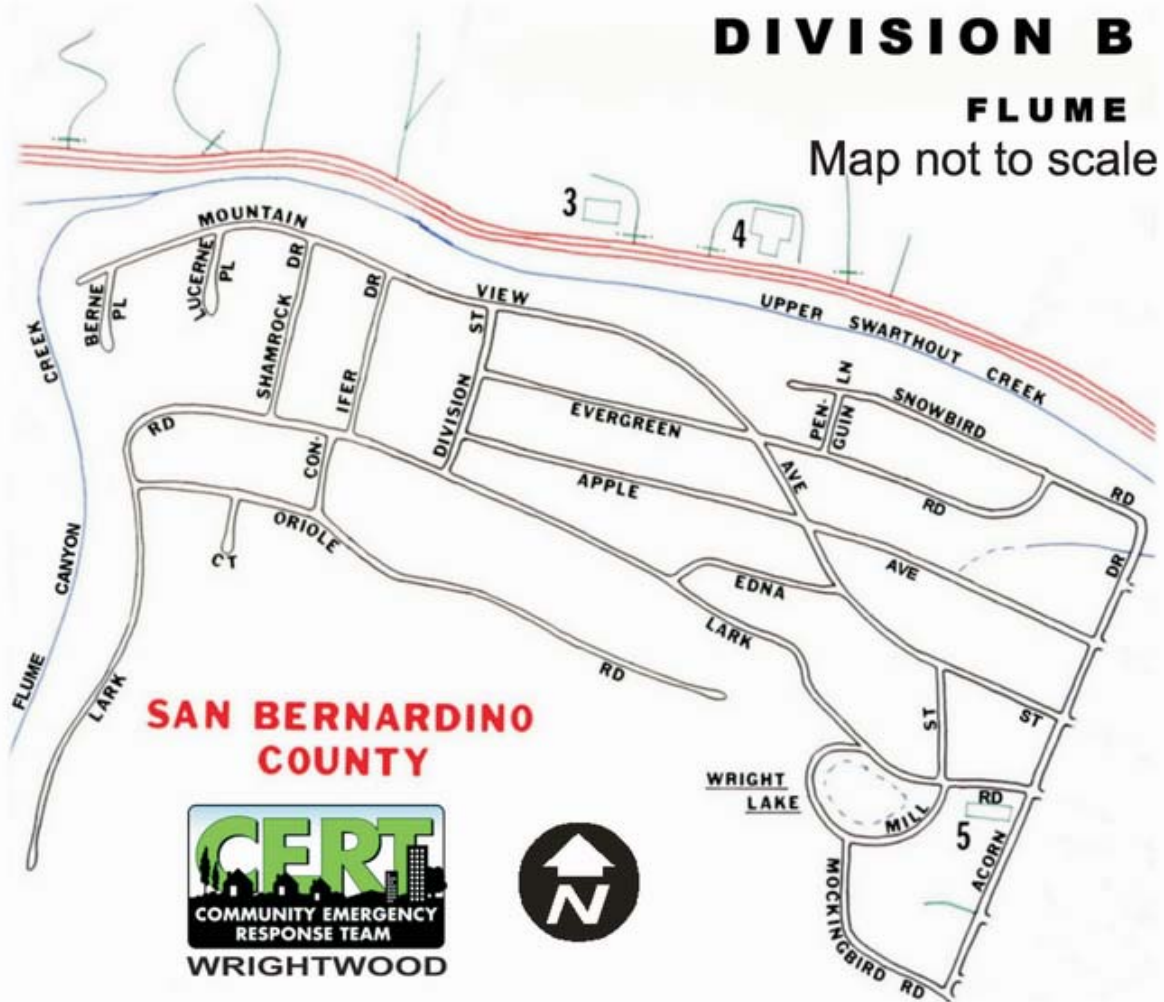 DIVISION B
FLUME
Map not to scale
3
4
MOUNTAIN
VIEW
AVE
BERNE
PL
LUCERNE
PL
SHAMROCK
DR
CON-
IFER
DR
DIVISION
ST
UPPER SWARTHOUT CREEK
PEN-
GUIN
LN
SNOWBIRD
RD
EVERGREEN
RD
APPLE
AVE
DR
CREEK
CANYON
FLUME
RD
LARK
CT
ORIOLE
RD
EDNA
LARK
ST
ST
WRIGHT
LAKE
MILL
RD
5
ACORN
MOCKINGBIRD RD
SAN BERNARDINO
COUNTY
CERT
COMMUNITY EMERGENCY
RESPONSE TEAM
WRIGHTWOOD
N